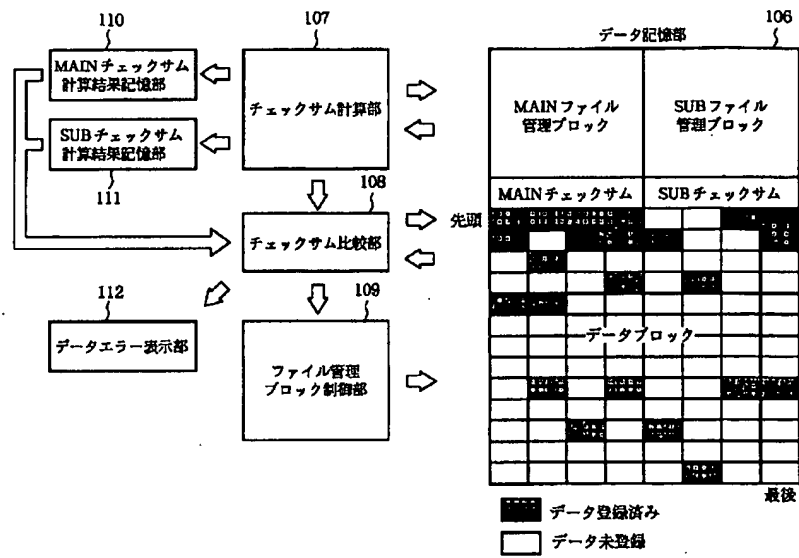 110
107
106
データ記憶部
MAINチェックサム
計算結果記憶部
チェックサム計算部
MAINファイル
管理ブロック
SUBファイル
管理ブロック
SUBチェックサム
計算結果記憶部
111
108
MAINチェックサム
SUBチェックサム
先頭
チェックサム比較部
112
109
データエラー表示部
ファイル管理
ブロック制御部
データブロック
最後
データ登録済み
データ未登録